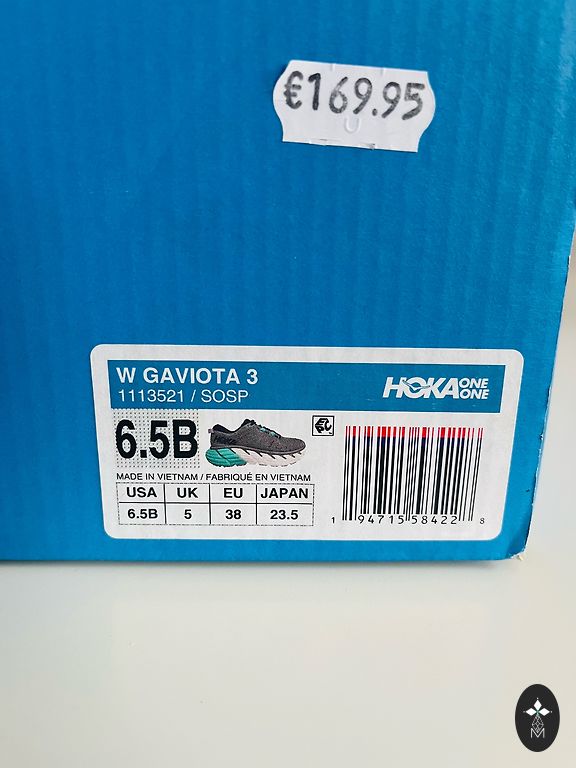 €169.95
W GAVIOTA 3
1113521 / SOSP
HOKA ONE ONE
6.5B
MADE IN VIETNAM / FABRIQUÉ EN VIETNAM
USA UK EU JAPAN
6.5B 5 38 23.5
1 94715 58422 8
M